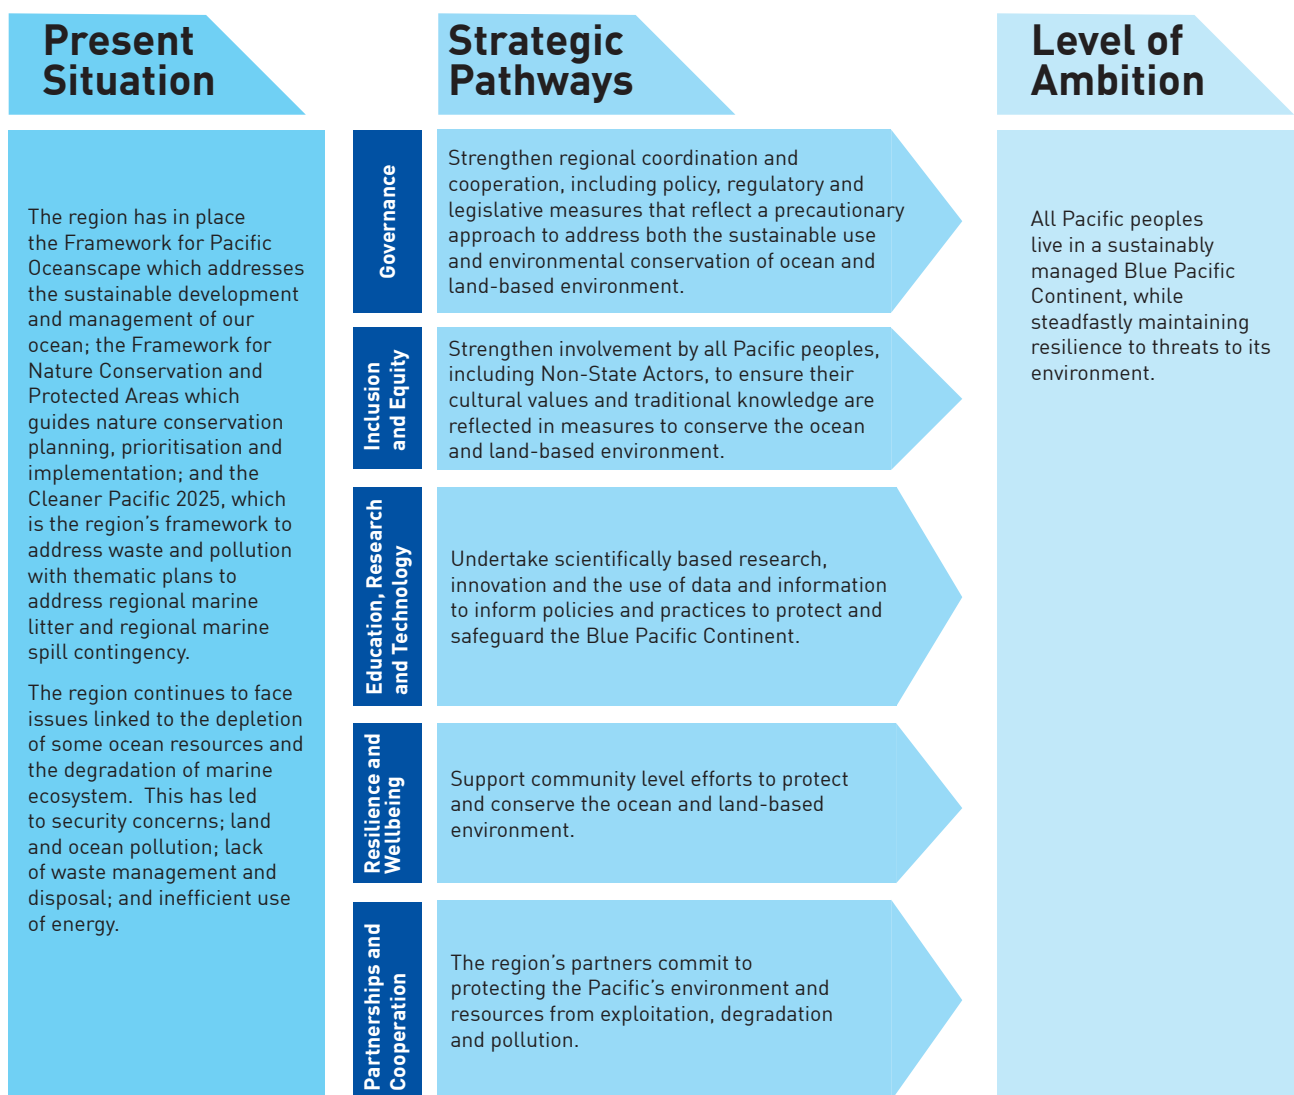 Present
Situation
The region has in place
the Framework for Pacific
Oceanscape which addresses
the sustainable development
and management of our
ocean; the Framework for
Nature Conservation and
Protected Areas which
guides nature conservation
planning, prioritisation and
implementation; and the
Cleaner Pacific 2025, which
is the region's framework to
address waste and pollution
with thematic plans to
address regional marine
litter and regional marine
spill contingency.
The region continues to face
issues linked to the depletion
of some ocean resources and
the degradation of marine
ecosystem.  This has led
to security concerns; land
and ocean pollution; lack
of waste management and
disposal; and inefficient use
of energy.
Strategic
Pathways
Governance
Strengthen regional coordination and
cooperation, including policy, regulatory and
legislative measures that reflect a precautionary
approach to address both the sustainable use
and environmental conservation of ocean and
land-based environment.
Inclusion
and Equity
Strengthen involvement by all Pacific peoples,
including Non-State Actors, to ensure their
cultural values and traditional knowledge are
reflected in measures to conserve the ocean
and land-based environment.
Education, Research
and Technology
Undertake scientifically based research,
innovation and the use of data and information
to inform policies and practices to protect and
safeguard the Blue Pacific Continent.
Resilience and
Wellbeing
Support community level efforts to protect
and conserve the ocean and land-based
environment.
Partnerships and
Cooperation
The region's partners commit to
protecting the Pacific's environment and
resources from exploitation, degradation
and pollution.
Level of
Ambition
All Pacific peoples
live in a sustainably
managed Blue Pacific
Continent, while
steadfastly maintaining
resilience to threats to its
environment.